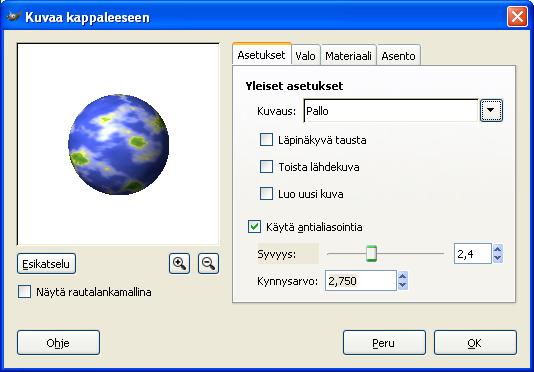 Kuvaa kappaleeseen
Asetukset Valo Materiaali Asento
Yleiset asetukset
Kuvaus: Pallo
Läpinäkyvä tausta
Toista lähdekuva
Luo uusi kuva
Käytä antialiasointia
Syvyys: 2,4
Kynnysarvo: 2,750
Esikatselu
Näytä rautalankamallina
Ohje Peru OK